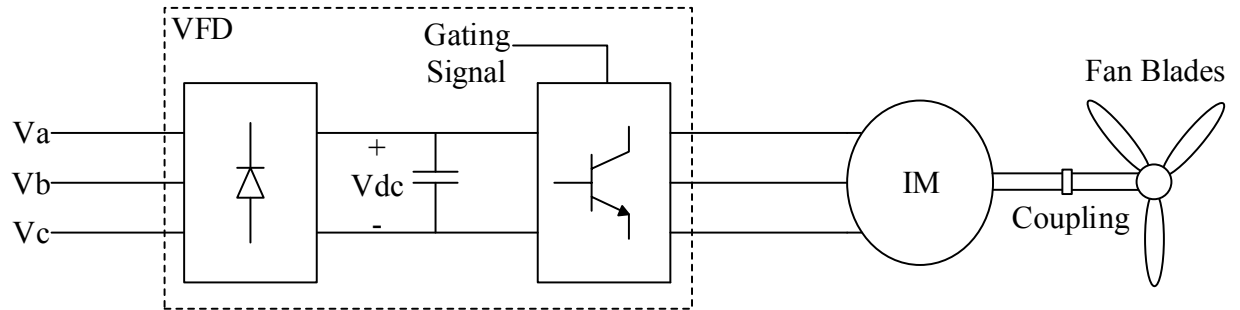 VFD
Gating
Signal
Fan Blades
Va
Vb
Vc
+
Vdc
-
IM
Coupling